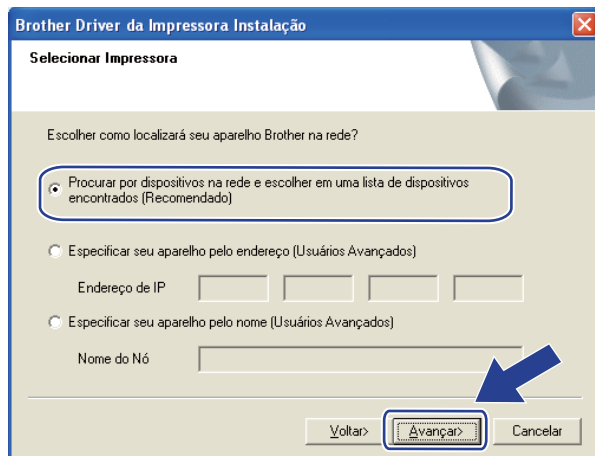 Brother Driver da Impressora Instalação
Selecionar Impressora
Escolher como localizará seu aparelho Brother na rede?
Procurar por dispositivos na rede e escolher em uma lista de dispositivos
encontrados (Recomendado)
Especificar seu aparelho pelo endereço (Usuários Avançados)
Endereço de IP
Especificar seu aparelho pelo nome (Usuários Avançados)
Nome do Nó
Voltar> Avançar> Cancelar